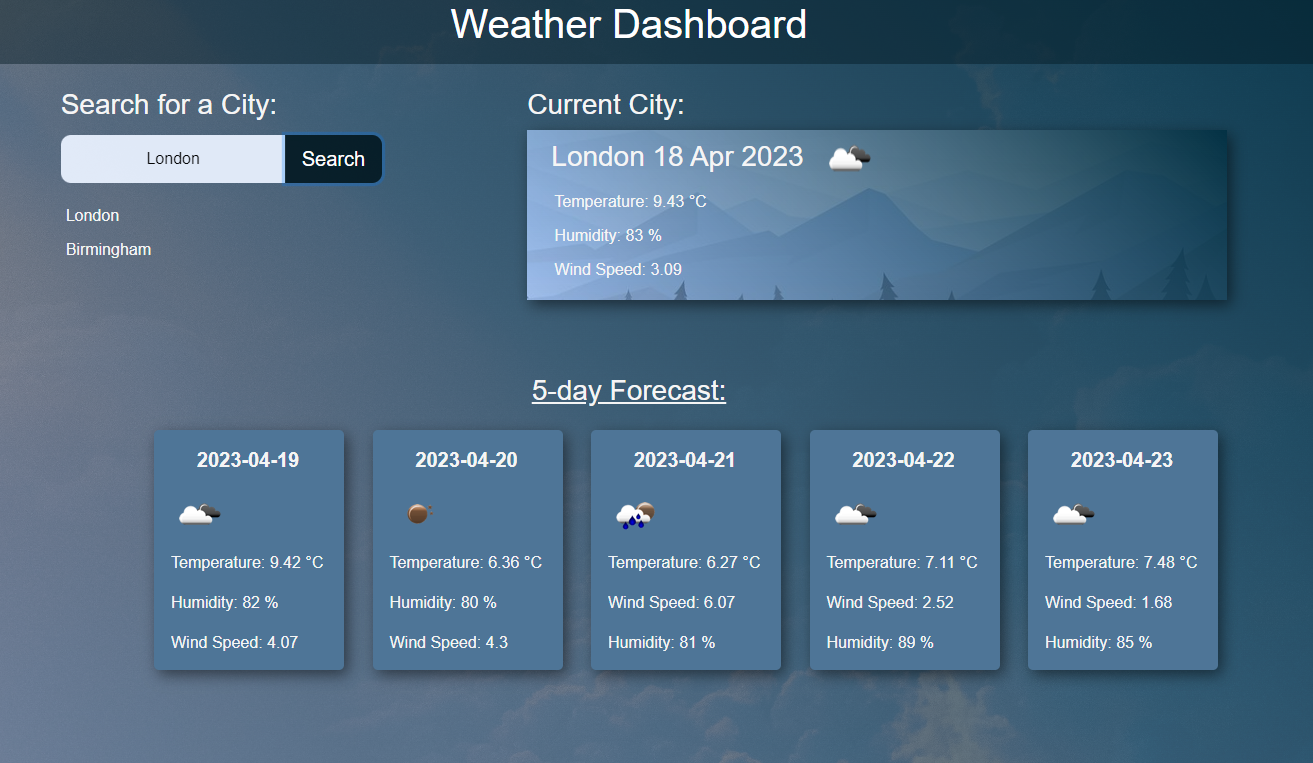 Weather Dashboard
Search for a City:
London
Search
London
Birmingham
Current City:
London 18 Apr 2023
Temperature: 9.43 °C
Humidity: 83 %
Wind Speed: 3.09
5-day Forecast:
2023-04-19
Temperature: 9.42 °C
Humidity: 82 %
Wind Speed: 4.07
2023-04-20
Temperature: 6.36 °C
Humidity: 80 %
Wind Speed: 4.3
2023-04-21
Temperature: 6.27 °C
Wind Speed: 6.07
Humidity: 81 %
2023-04-22
Temperature: 7.11 °C
Wind Speed: 2.52
Humidity: 89 %
2023-04-23
Temperature: 7.48 °C
Wind Speed: 1.68
Humidity: 85 %